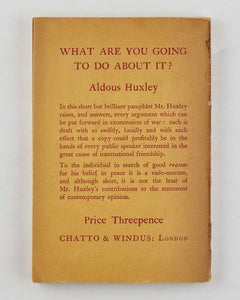 WHAT ARE YOU GOING
TO DO ABOUT IT?
Aldous Huxley
In this short but brilliant pamphlet Mr. Huxley
raises, and answers, every argument which can
be put forward in exoneration of war: each is
dealt with so swiftly, lucidly and with such
effect that a copy could profitably be in the
hands of every public speaker interested in the
great cause of international friendship.
To the individual in search of good reasons
for his belief in peace it is a vade-mecum,
and although short, it is not the least of
Mr. Huxley's contributions to the statement
of contemporary opinion.
Price Threepence
CHATTO & WINDUS: LONDON